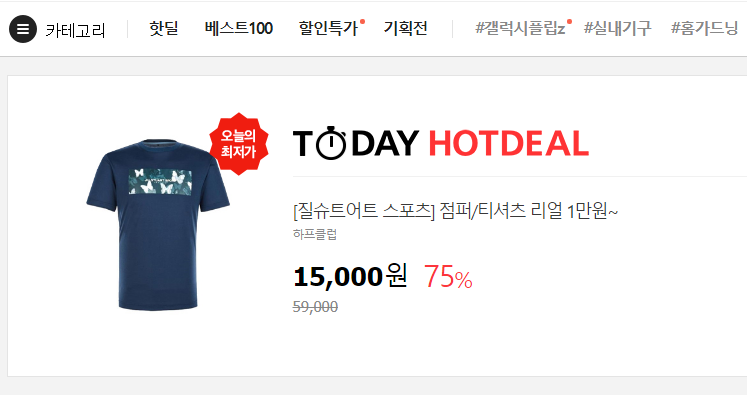 카테고리 핫딜 베스트100 할인특가 기획전 #갤럭시플립z #실내기구 #홈가드닝
오늘의
최저가
TODAY HOTDEAL
[질슈트어트 스포츠] 점퍼/티셔츠 리얼 1만원~
하프클럽
15,000원 75%
59,000